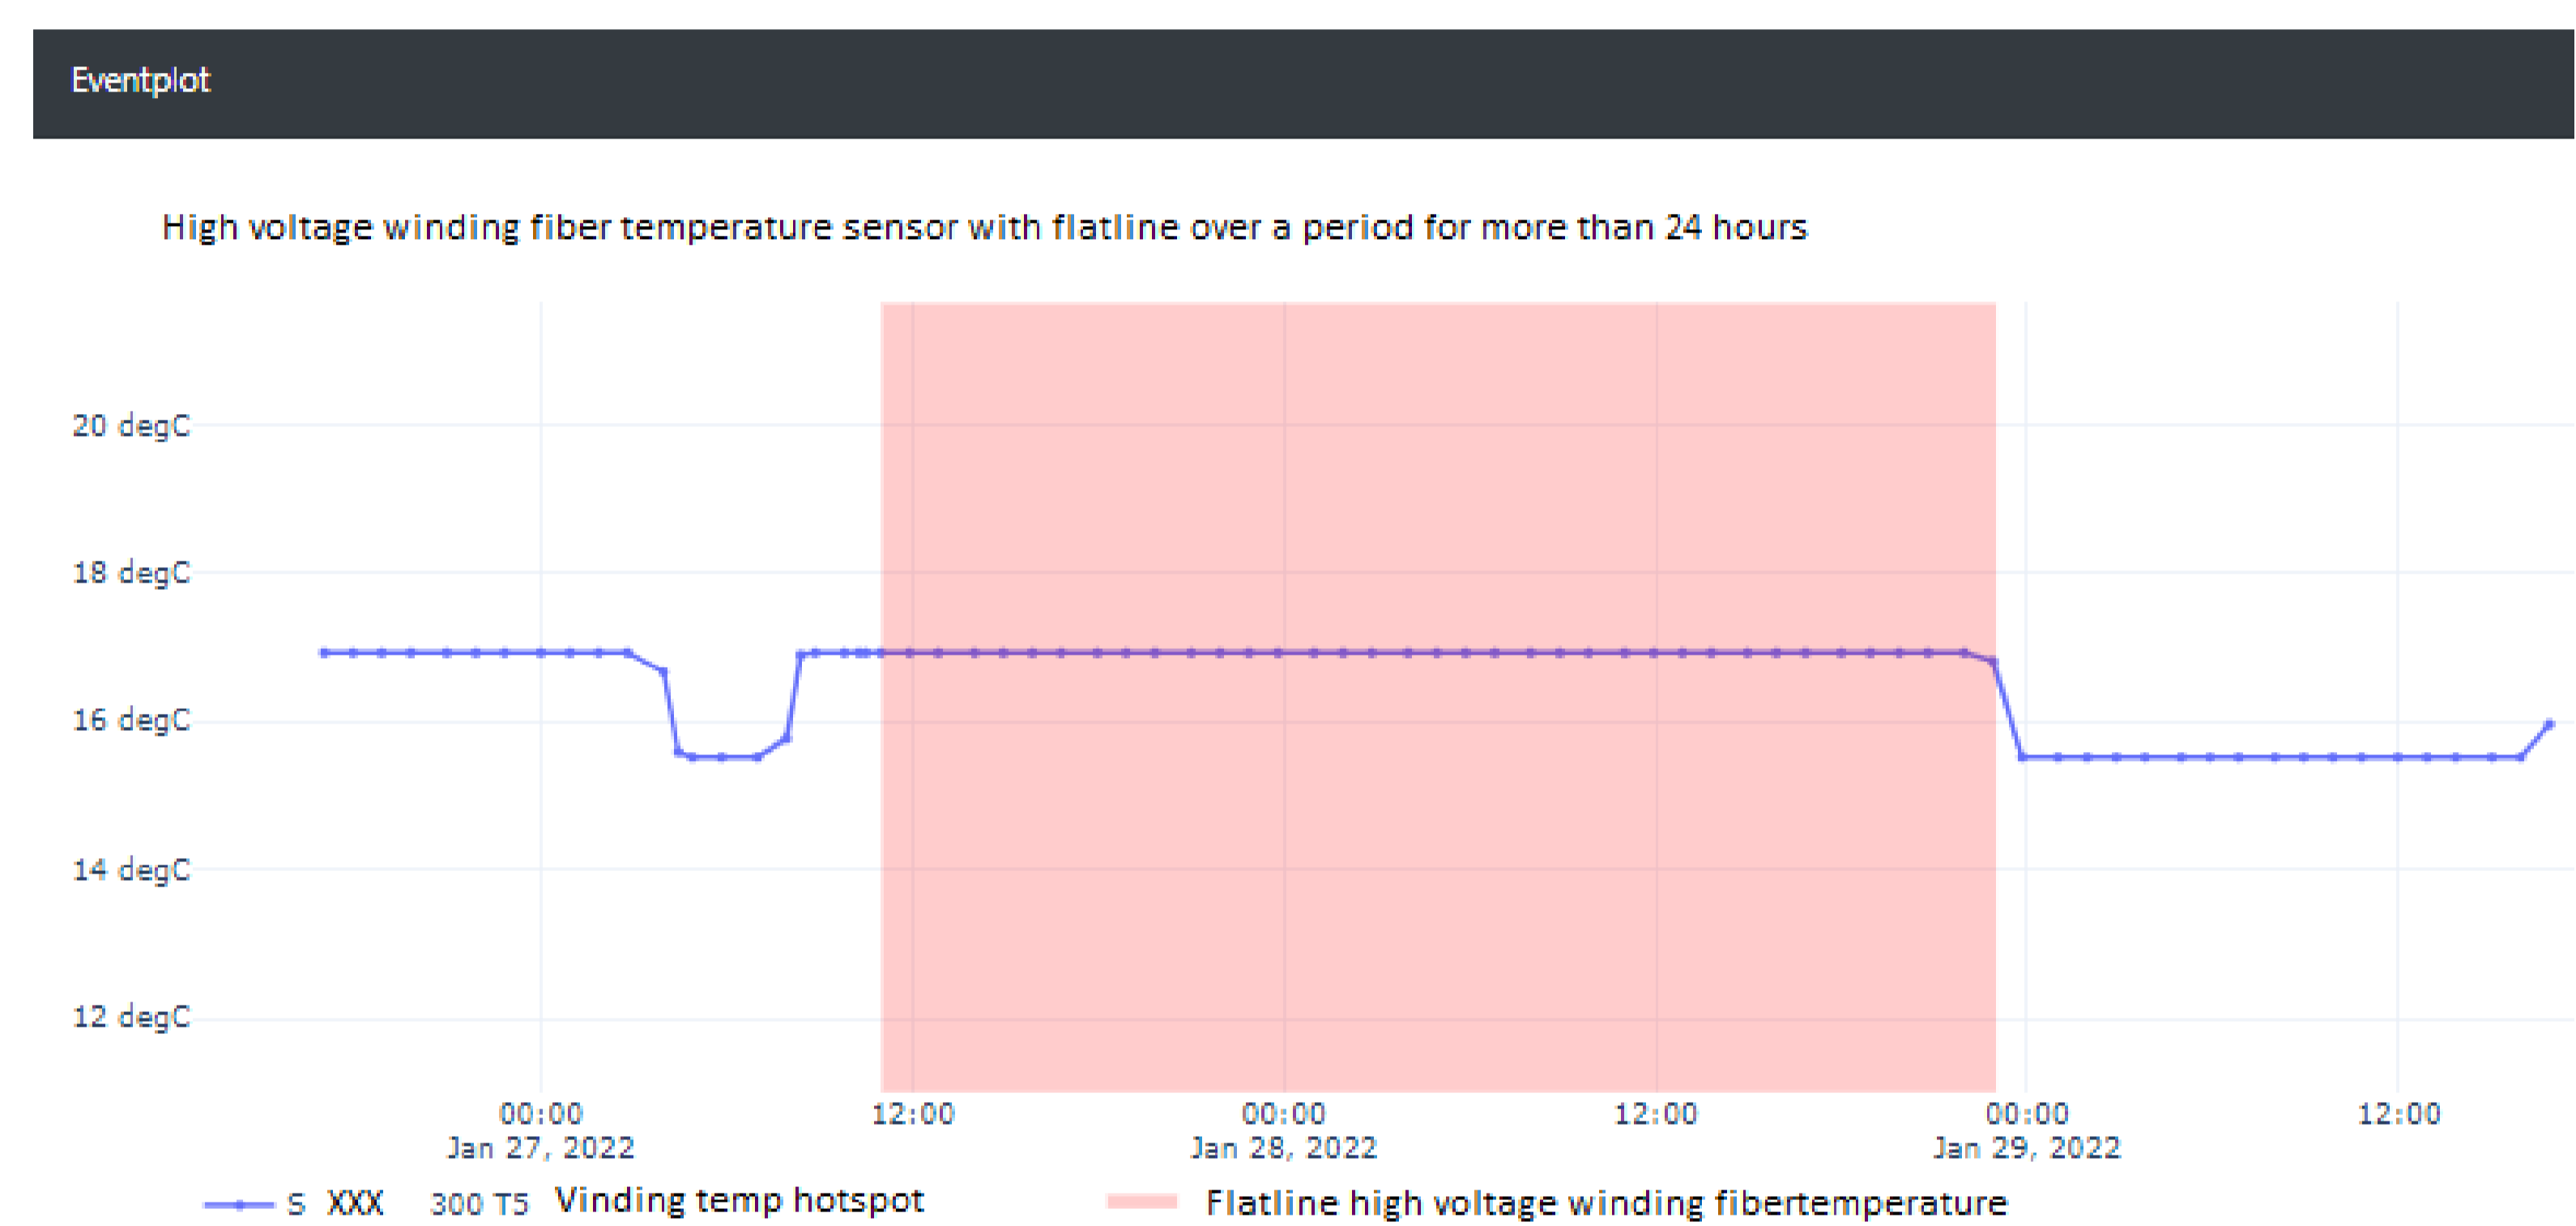 Eventplot
High voltage winding fiber temperature sensor with flatline over a period for more than 24 hours
20 degC
18 degC
16 degC
14 degC
12 degC
00:00 12:00 00:00 12:00 00:00 12:00
Jan 27, 2022 Jan 28, 2022 Jan 29, 2022
S XXX 300 T5 Vinding temp hotspot Flatline high voltage winding fibertemperature